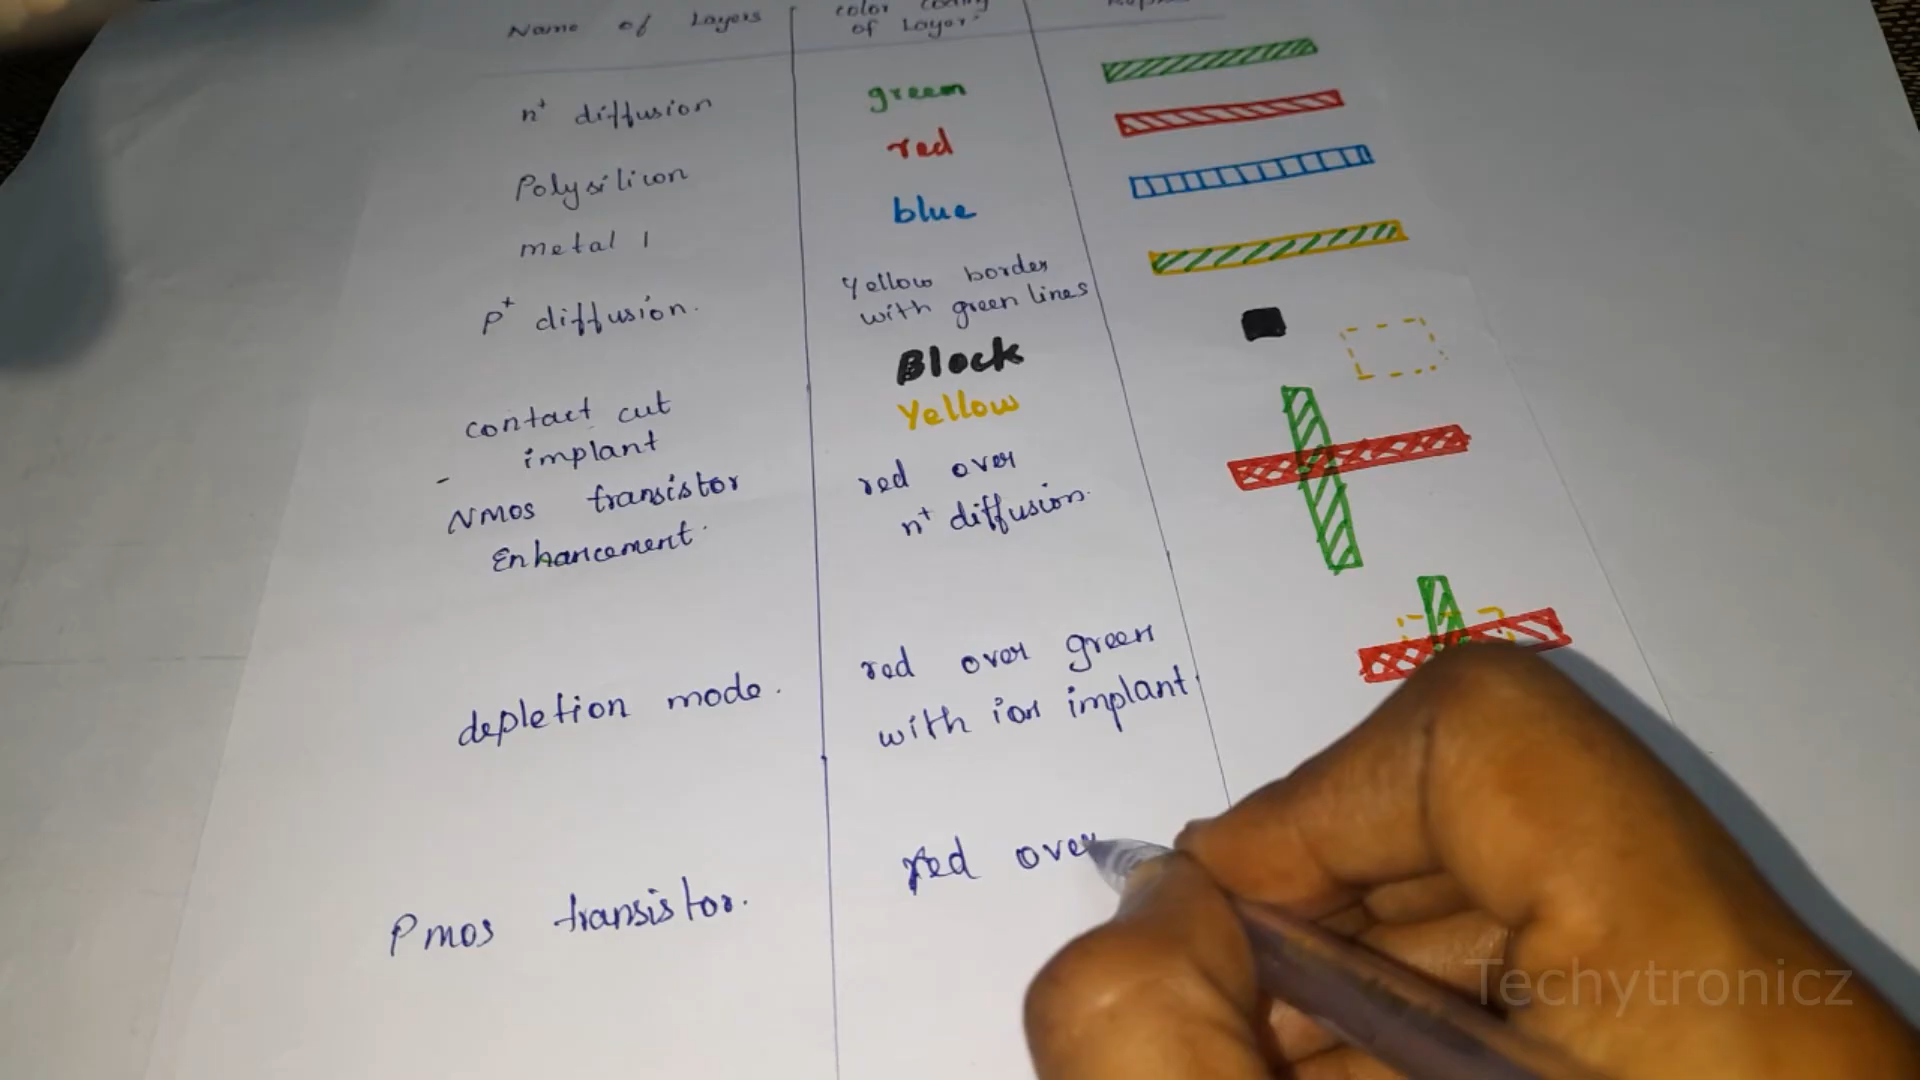 Name of Layers
color coding
of Layer
n+ diffusion
green
red
Polysilicon
blue
metal 1
Yellow border
with green lines
P+ diffusion.
Block
contact cut
Yellow
implant
NMOS transistor
Enhancement.
red over
n+ diffusion.
depletion mode.
red over green
with ion implant.
Pmos transistor.
red over
Techytronicz